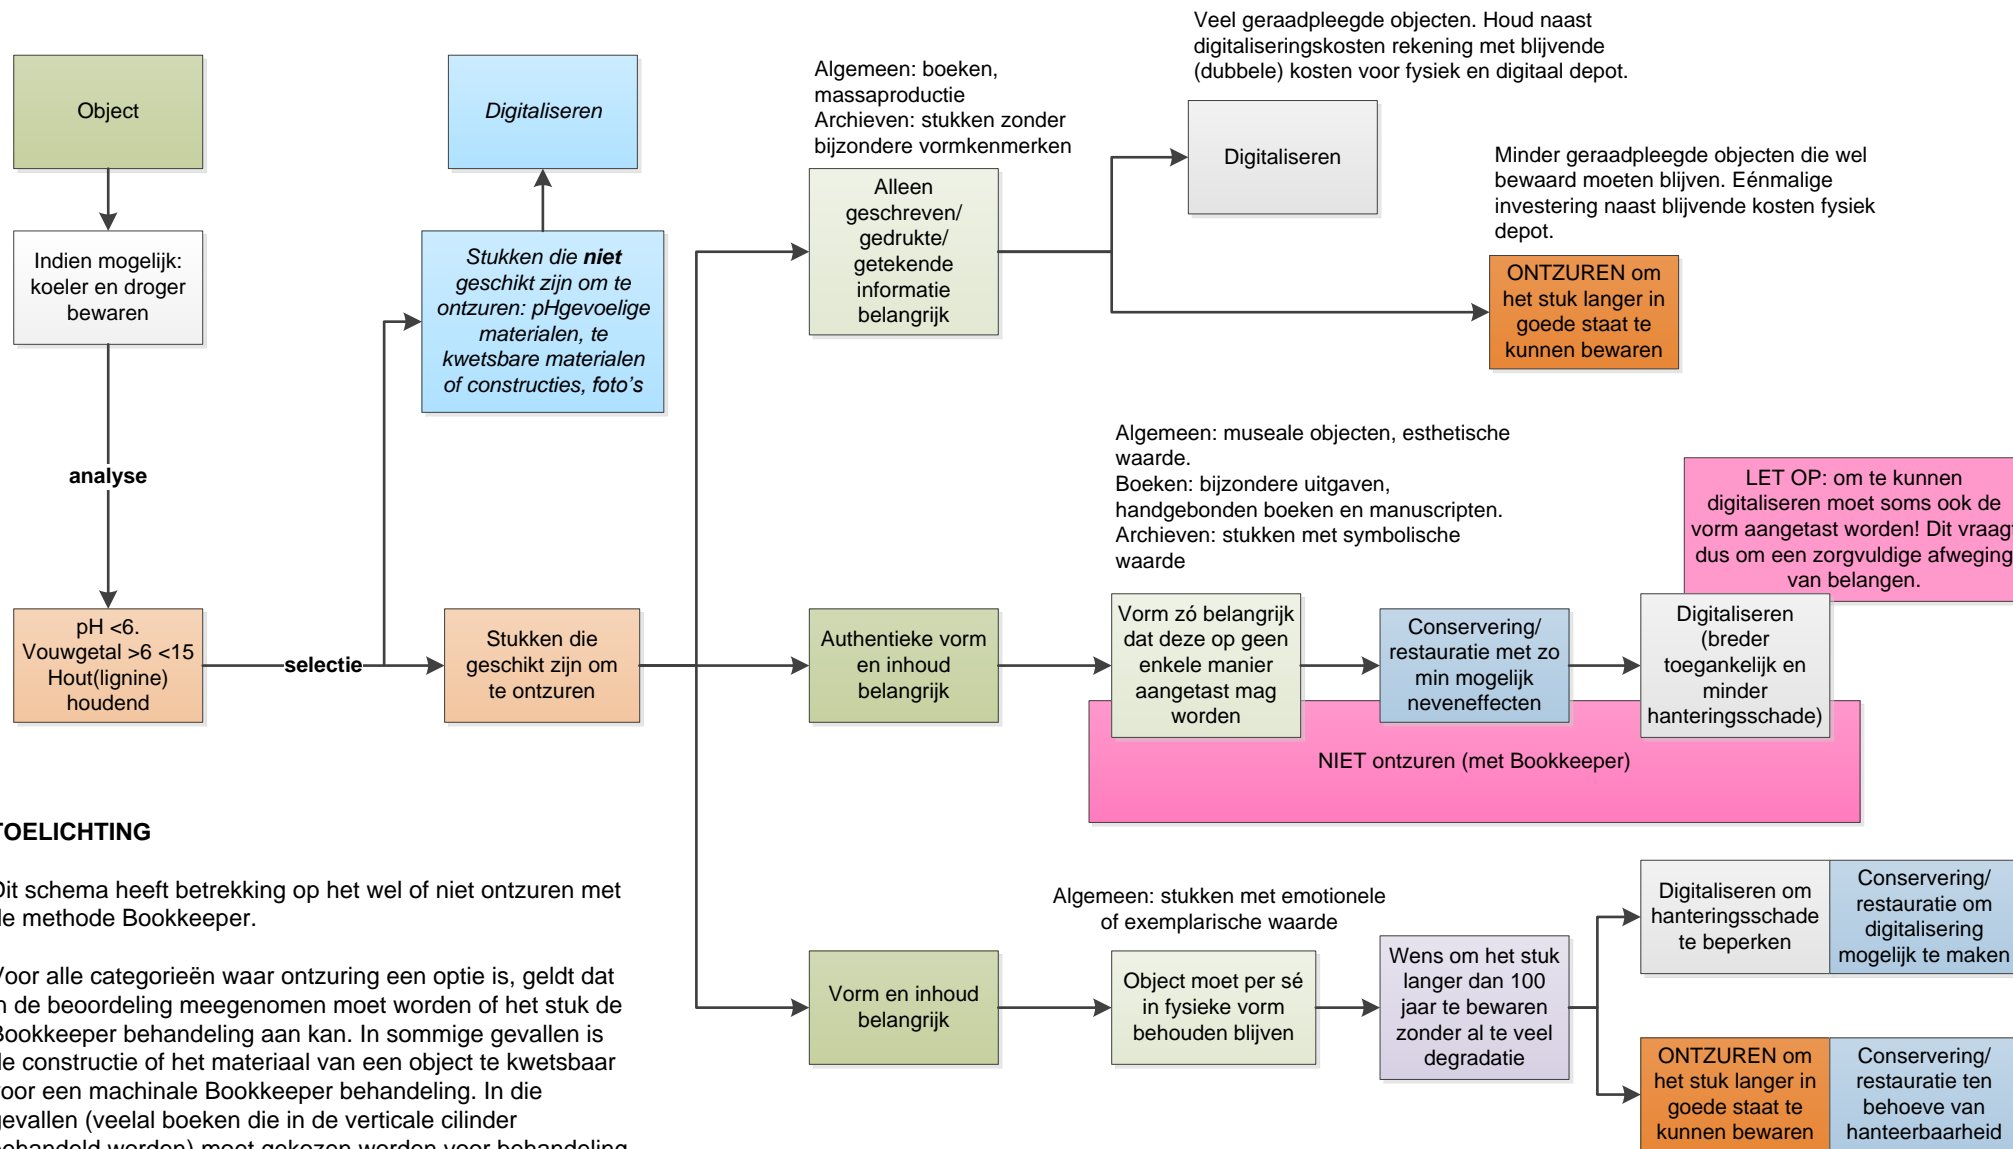 Object
Indien mogelijk:
koeler en droger
bewaren
analyse
pH <6.
Vouwgetal >6 <15
Hout(lignine)
houdend
selectie
Digitaliseren
Stukken die niet
geschikt zijn om te
ontzuren: pHgevoelige
materialen, te
kwetsbare materialen
of constructies, foto's
Stukken die
geschikt zijn om
te ontzuren
Algemeen: boeken,
massaproductie
Archieven: stukken zonder
bijzondere vormkenmerken
Alleen
geschreven/
gedrukte/
getekende
informatie
belangrijk
Veel geraadpleegde objecten. Houd naast
digitaliseringskosten rekening met blijvende
(dubbele) kosten voor fysiek en digitaal depot.
Digitaliseren
Minder geraadpleegde objecten die wel
bewaard moeten blijven. Eénmalige
investering naast blijvende kosten fysiek
depot.
ONTZUREN om
het stuk langer in
goede staat te
kunnen bewaren
Authentieke vorm
en inhoud
belangrijk
Algemeen: museale objecten, esthetische
waarde.
Boeken: bijzondere uitgaven,
handgebonden boeken en manuscripten.
Archieven: stukken met symbolische
waarde
Vorm zó belangrijk
dat deze op geen
enkele manier
aangetast mag
worden
Conservering/
restauratie met zo
min mogelijk
neveneffecten
LET OP: om te kunnen
digitaliseren moet soms ook de
vorm aangetast worden! Dit vraagt
dus om een zorgvuldige afweging
van belangen.
Digitaliseren
(breder
toegankelijk en
minder
hanteringsschade)
NIET ontzuren (met Bookkeeper)
Vorm en inhoud
belangrijk
Algemeen: stukken met emotionele
of exemplarische waarde
Object moet per sé
in fysieke vorm
behouden blijven
Wens om het stuk
langer dan 100
jaar te bewaren
zonder al te veel
degradatie
Digitaliseren om
hanteringsschade
te beperken
Conservering/
restauratie om
digitalisering
mogelijk te maken
ONTZUREN om
het stuk langer in
goede staat te
kunnen bewaren
Conservering/
restauratie ten
behoeve van
hanteerbaarheid
TOELICHTING
Dit schema heeft betrekking op het wel of niet ontzuren met
de methode Bookkeeper.
Voor alle categorieën waar ontzuring een optie is, geldt dat
in de beoordeling meegenomen moet worden of het stuk de
Bookkeeper behandeling aan kan. In sommige gevallen is
de constructie of het materiaal van een object te kwetsbaar
voor een machinale Bookkeeper behandeling. In die
gevallen (veelal boeken die in de verticale cilinder
behandeld worden) moet gekozen worden voor behandeling